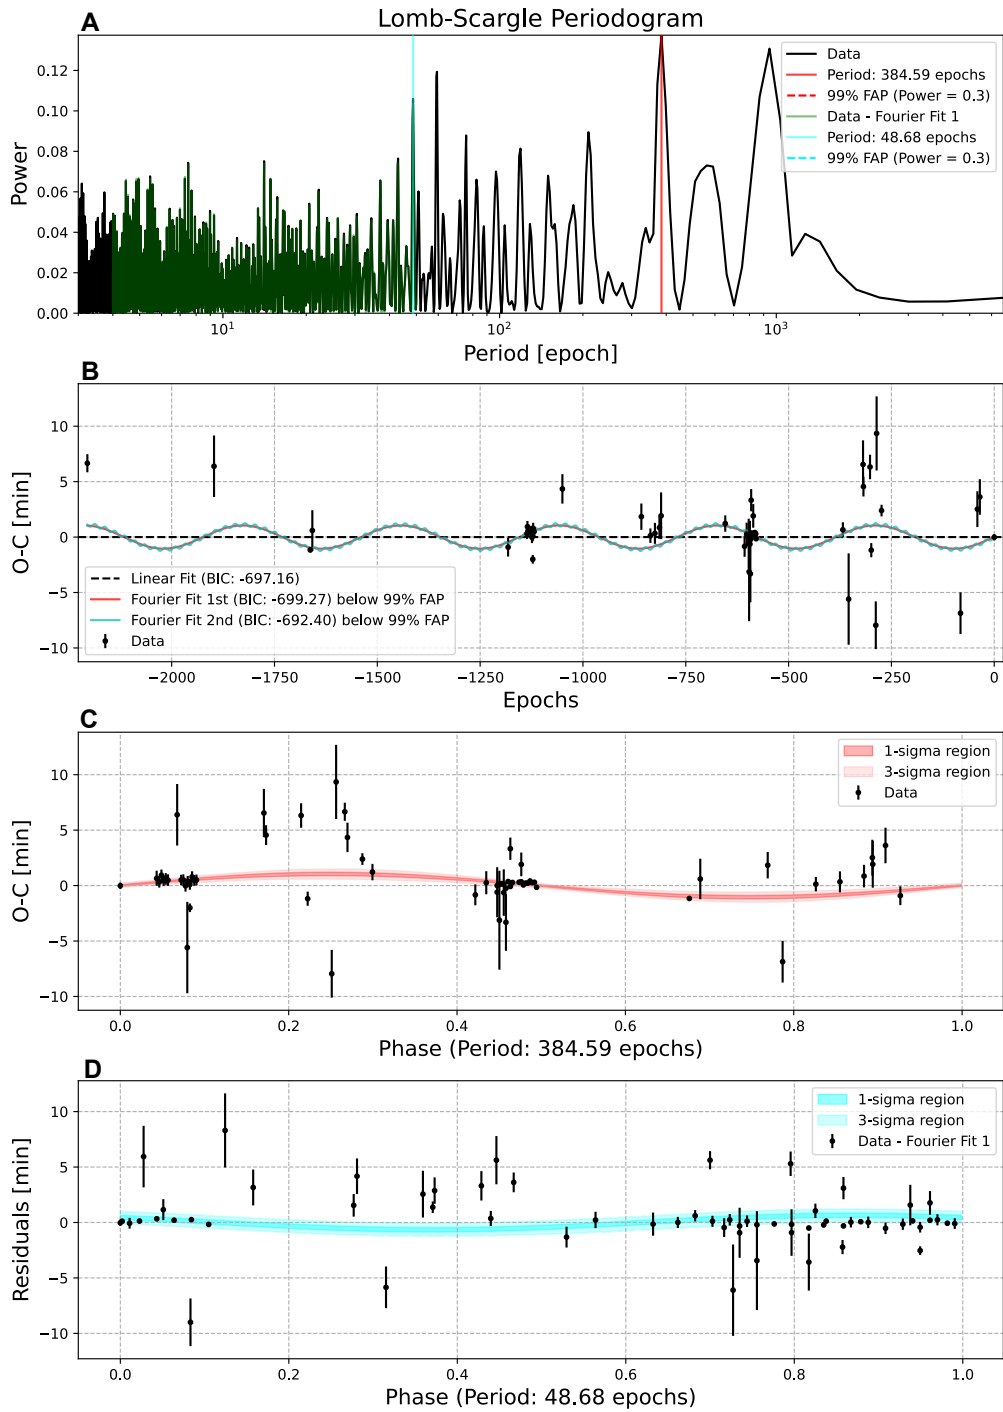 A
Lomb-Scargle Periodogram
Power
0.12
0.10
0.08
0.06
0.04
0.02
0.00
Data
Period: 384.59 epochs
99% FAP (Power = 0.3)
Data - Fourier Fit 1
Period: 48.68 epochs
99% FAP (Power = 0.3)
10¹ 10² 10³
Period [epoch]
B
O-C [min]
10
5
0
−5
−10
Linear Fit (BIC: -697.16)
Fourier Fit 1st (BIC: -699.27) below 99% FAP
Fourier Fit 2nd (BIC: -692.40) below 99% FAP
Data
−2000 −1750 −1500 −1250 −1000 −750 −500 −250 0
Epochs
C
O-C [min]
10
5
0
−5
−10
1-sigma region
3-sigma region
Data
0.0 0.2 0.4 0.6 0.8 1.0
Phase (Period: 384.59 epochs)
D
Residuals [min]
10
5
0
−5
−10
1-sigma region
3-sigma region
Data - Fourier Fit 1
0.0 0.2 0.4 0.6 0.8 1.0
Phase (Period: 48.68 epochs)